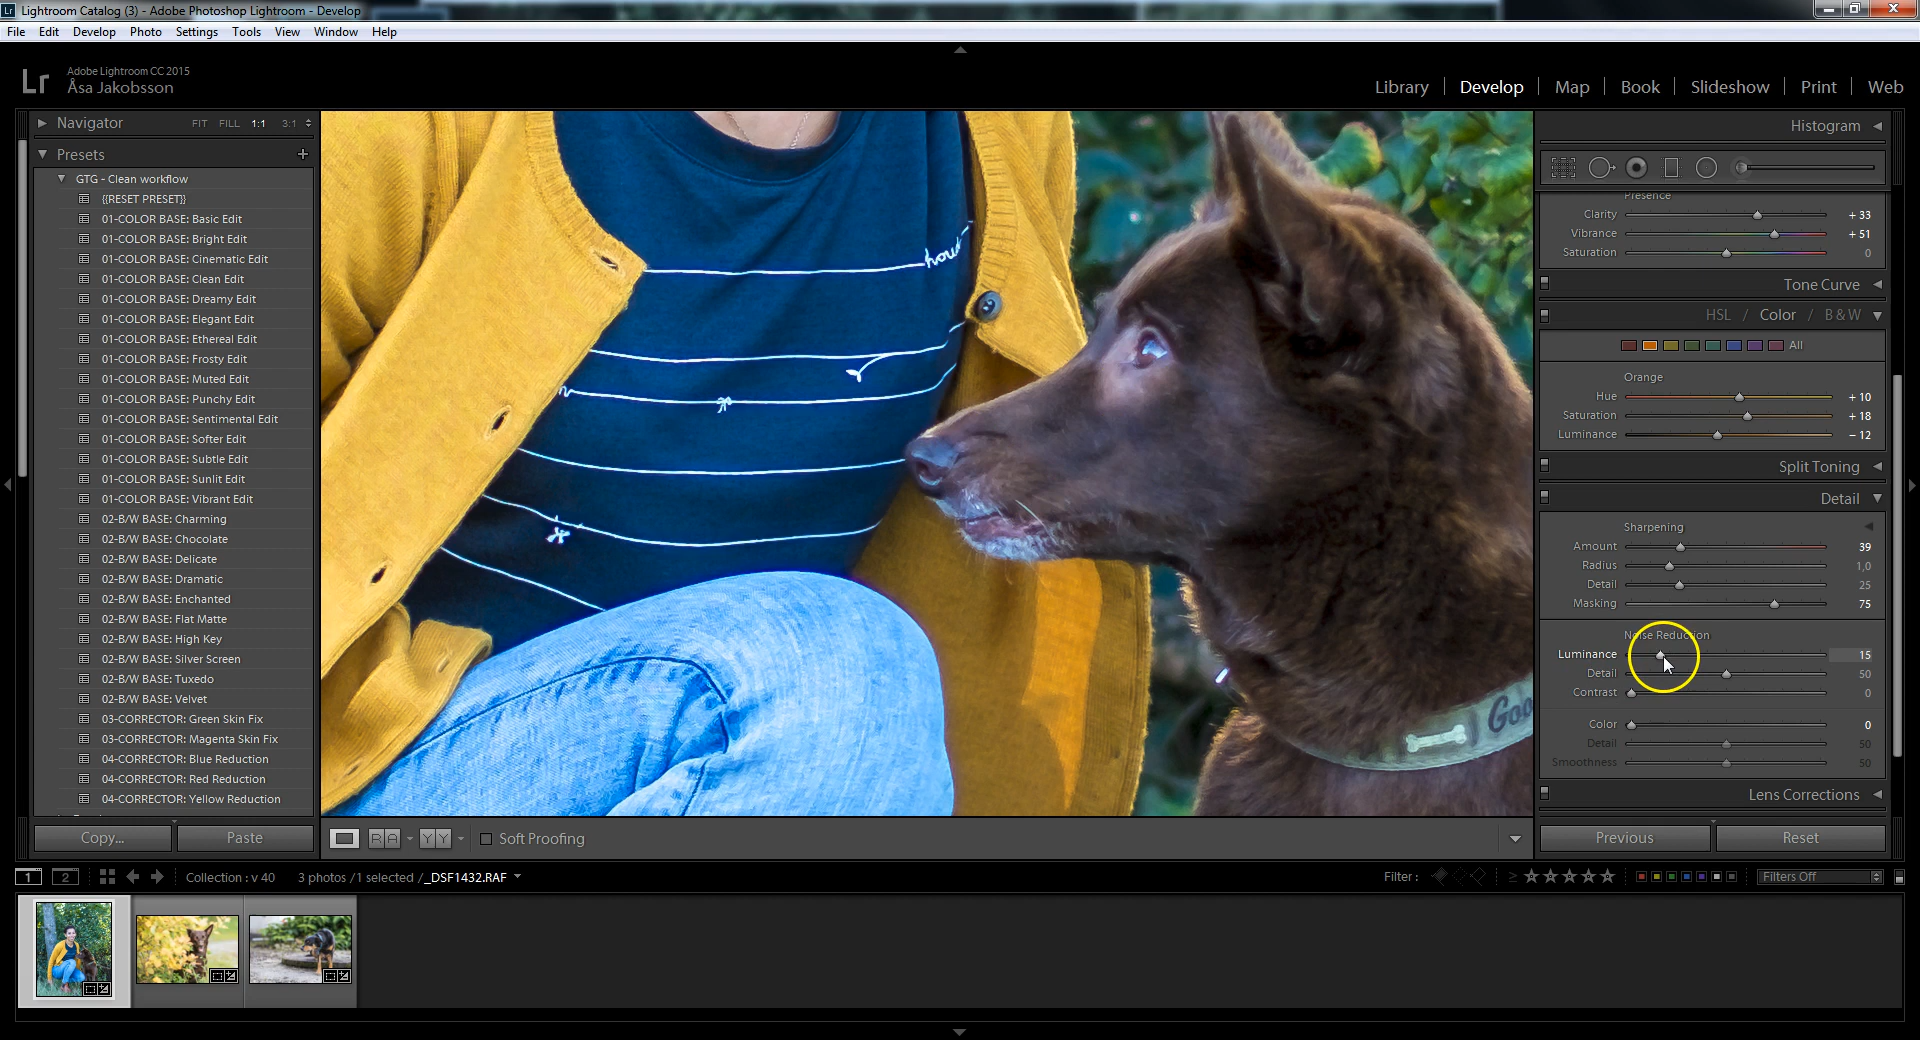 Lightroom Catalog (3) - Adobe Photoshop Lightroom - Develop
File Edit Develop Photo Settings Tools View Window Help
Lr
Adobe Lightroom CC 2015
Åsa Jakobsson
Library | Develop | Map | Book | Slideshow | Print | Web
Navigator FIT FILL 1:1 3:1
Presets +
GTG - Clean workflow
{{RESET PRESET}}
01-COLOR BASE: Basic Edit
01-COLOR BASE: Bright Edit
01-COLOR BASE: Cinematic Edit
01-COLOR BASE: Clean Edit
01-COLOR BASE: Dreamy Edit
01-COLOR BASE: Elegant Edit
01-COLOR BASE: Ethereal Edit
01-COLOR BASE: Frosty Edit
01-COLOR BASE: Muted Edit
01-COLOR BASE: Punchy Edit
01-COLOR BASE: Sentimental Edit
01-COLOR BASE: Softer Edit
01-COLOR BASE: Subtle Edit
01-COLOR BASE: Sunlit Edit
01-COLOR BASE: Vibrant Edit
02-B/W BASE: Charming
02-B/W BASE: Chocolate
02-B/W BASE: Delicate
02-B/W BASE: Dramatic
02-B/W BASE: Enchanted
02-B/W BASE: Flat Matte
02-B/W BASE: High Key
02-B/W BASE: Silver Screen
02-B/W BASE: Tuxedo
02-B/W BASE: Velvet
03-CORRECTOR: Green Skin Fix
03-CORRECTOR: Magenta Skin Fix
04-CORRECTOR: Blue Reduction
04-CORRECTOR: Red Reduction
04-CORRECTOR: Yellow Reduction
Copy... Paste
Goo
Histogram
Presence
Clarity + 33
Vibrance + 51
Saturation 0
Tone Curve
HSL / Color / B & W
All
Orange
Hue + 10
Saturation + 18
Luminance − 12
Split Toning
Detail
Sharpening
Amount 39
Radius 1,0
Detail 25
Masking 75
Noise Reduction
Luminance 15
Detail 50
Contrast 0
Color 0
Detail 50
Smoothness 50
Lens Corrections
Previous Reset
R A Y Y Soft Proofing
1 2 Collection : v 40 3 photos / 1 selected / _DSF1432.RAF
Filter : ≥ Filters Off